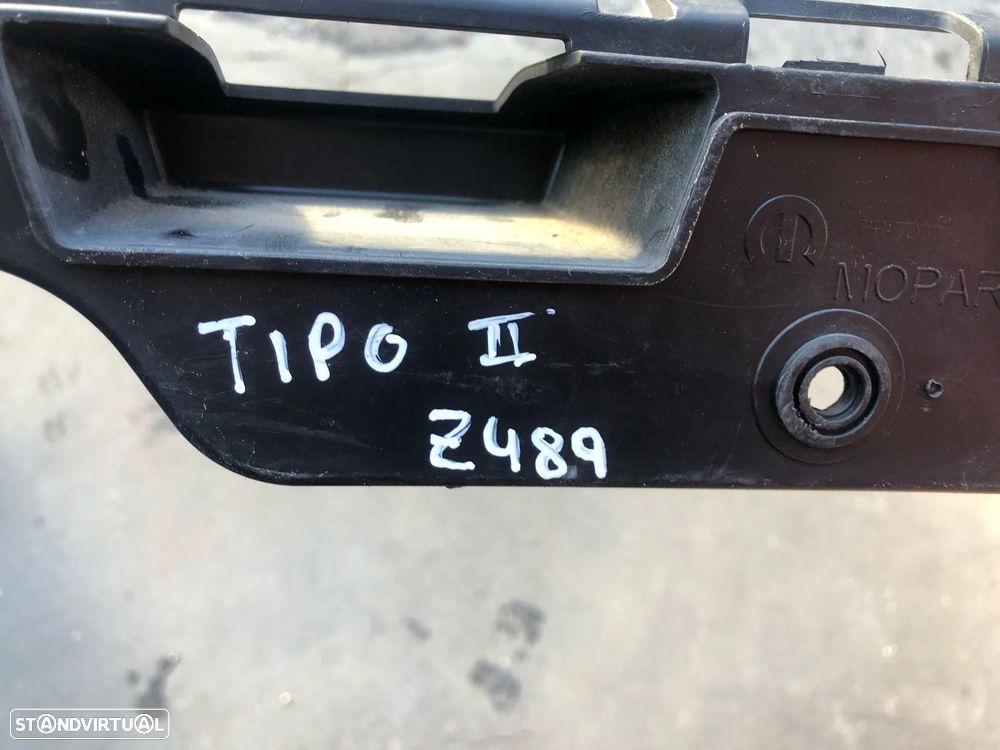 MOPAR
TIPO II
Z489
STANDVIRTUAL